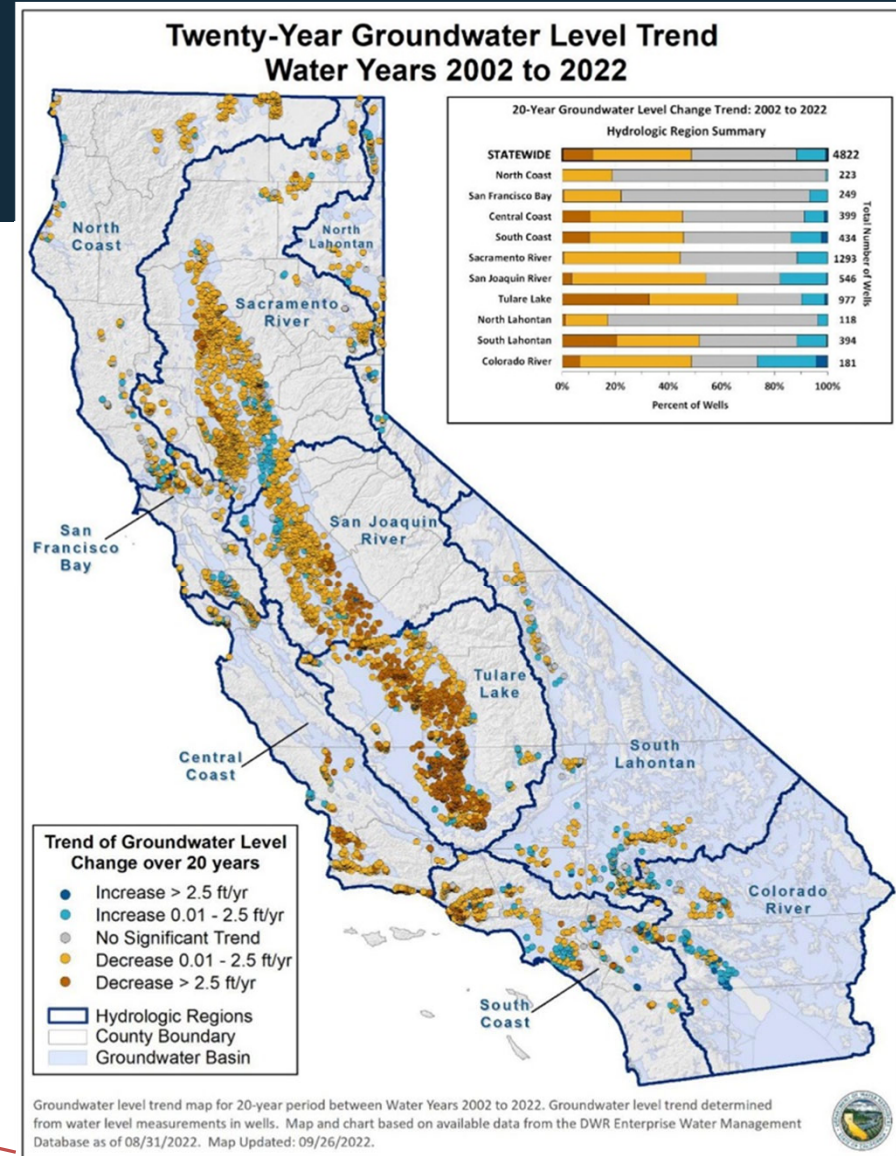 Twenty-Year Groundwater Level Trend
Water Years 2002 to 2022
20-Year Groundwater Level Change Trend: 2002 to 2022
Hydrologic Region Summary
STATEWIDE 4822
North Coast 223
San Francisco Bay 249
Central Coast 399
South Coast 434
Sacramento River 1293
San Joaquin River 546
Tulare Lake 977
North Lahontan 118
South Lahontan 394
Colorado River 181
0% 20% 40% 60% 80% 100%
Percent of Wells
Total Number of Wells
North
Coast
North
Lahontan
Sacramento
River
San
Francisco
Bay
San Joaquin
River
Tulare
Lake
Central
Coast
South
Lahontan
Colorado
River
South
Coast
Trend of Groundwater Level
Change over 20 years
Increase > 2.5 ft/yr
Increase 0.01 - 2.5 ft/yr
No Significant Trend
Decrease 0.01 - 2.5 ft/yr
Decrease > 2.5 ft/yr
Hydrologic Regions
County Boundary
Groundwater Basin
Groundwater level trend map for 20-year period between Water Years 2002 to 2022. Groundwater level trend determined
from water level measurements in wells. Map and chart based on available data from the DWR Enterprise Water Management
Database as of 08/31/2022. Map Updated: 09/26/2022.